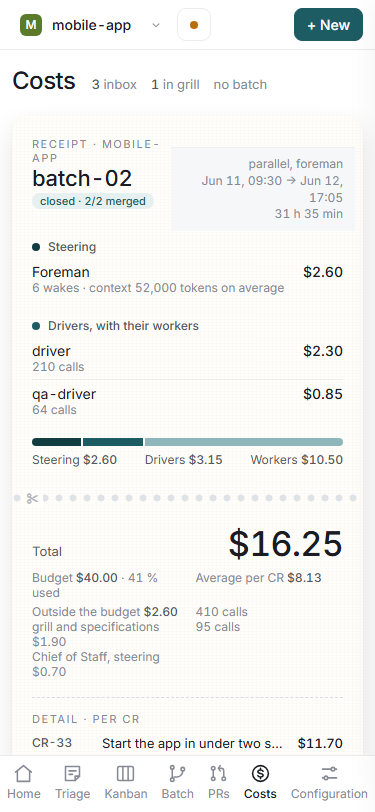 M mobile-app + New
Costs 3 inbox 1 in grill no batch
RECEIPT · MOBILE-
APP
batch-02
closed · 2/2 merged
parallel, foreman
Jun 11, 09:30 → Jun 12,
17:05
31 h 35 min
Steering
Foreman $2.60
6 wakes · context 52,000 tokens on average
Drivers, with their workers
driver $2.30
210 calls
qa-driver $0.85
64 calls
Steering $2.60 Drivers $3.15 Workers $10.50
Total $16.25
Budget $40.00 · 41 %
used
Average per CR $8.13
Outside the budget $2.60
grill and specifications
$1.90
Chief of Staff, steering
$0.70
410 calls
95 calls
DETAIL · PER CR
CR-33 Start the app in under two s... $11.70
Home Triage Kanban Batch PRs Costs Configuration